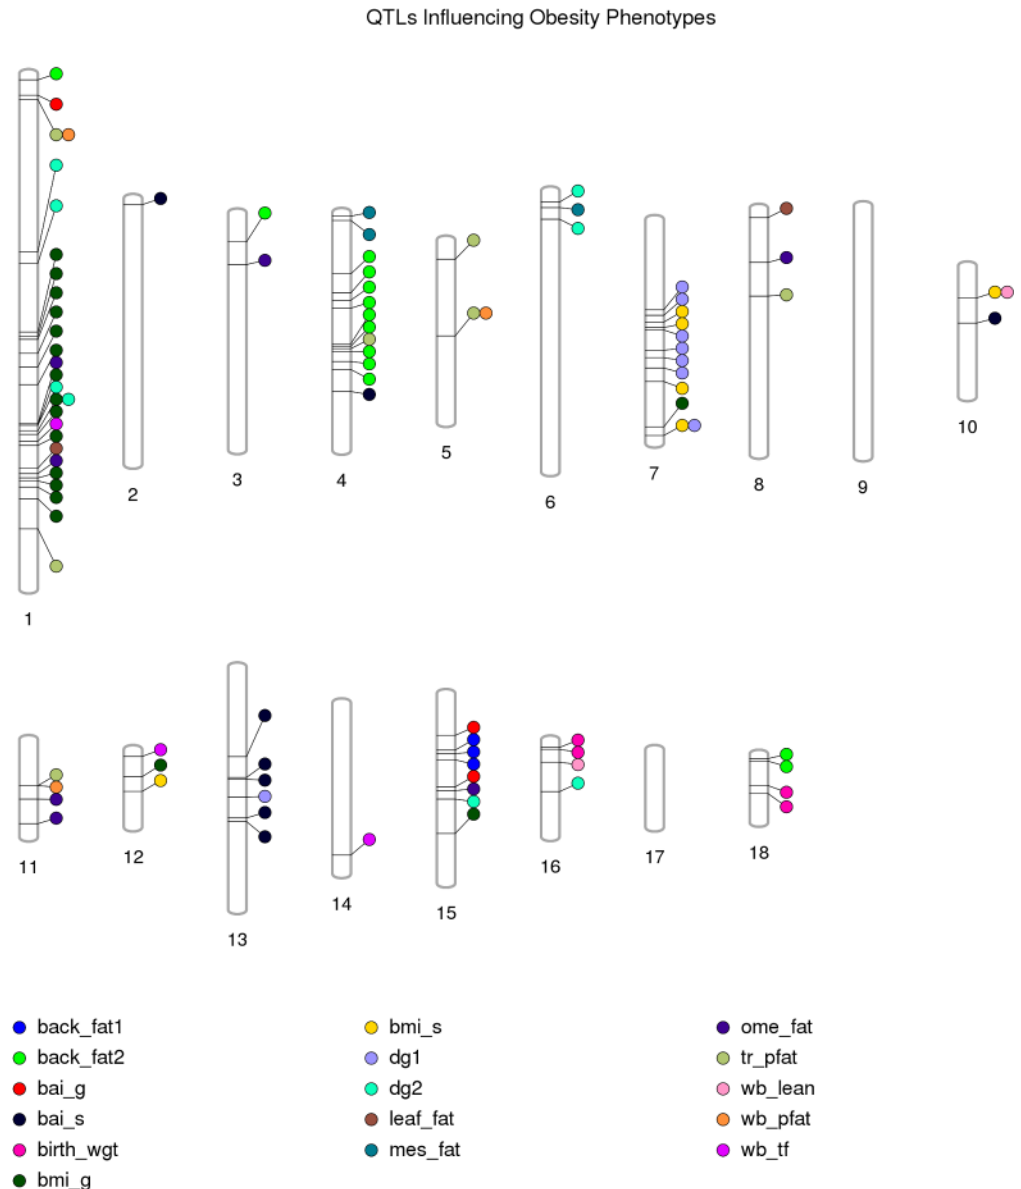 QTLs Influencing Obesity Phenotypes
1
2
3
4
5
6
7
8
9
10
11
12
13
14
15
16
17
18
back_fat1
back_fat2
bai_g
bai_s
birth_wgt
bmi_g
bmi_s
dg1
dg2
leaf_fat
mes_fat
ome_fat
tr_pfat
wb_lean
wb_pfat
wb_tf